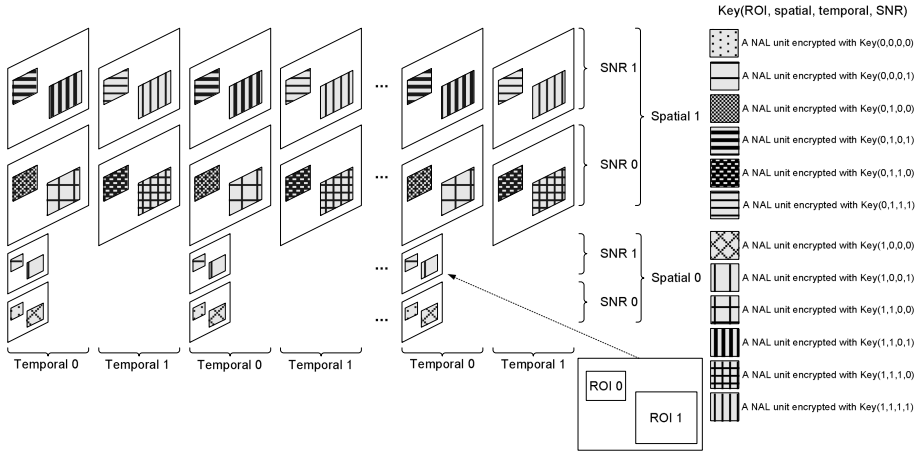 Key(ROI, spatial, temporal, SNR)
A NAL unit encrypted with Key(0,0,0,0)
A NAL unit encrypted with Key(0,0,0,1)
A NAL unit encrypted with Key(0,1,0,0)
A NAL unit encrypted with Key(0,1,0,1)
A NAL unit encrypted with Key(0,1,1,0)
A NAL unit encrypted with Key(0,1,1,1)
A NAL unit encrypted with Key(1,0,0,0)
A NAL unit encrypted with Key(1,0,0,1)
A NAL unit encrypted with Key(1,1,0,0)
A NAL unit encrypted with Key(1,1,0,1)
A NAL unit encrypted with Key(1,1,1,0)
A NAL unit encrypted with Key(1,1,1,1)
... SNR 1
Spatial 1
... SNR 0
... SNR 1
Spatial 0
... SNR 0
Temporal 0 Temporal 1 Temporal 0 Temporal 1 Temporal 0 Temporal 1
ROI 0
ROI 1